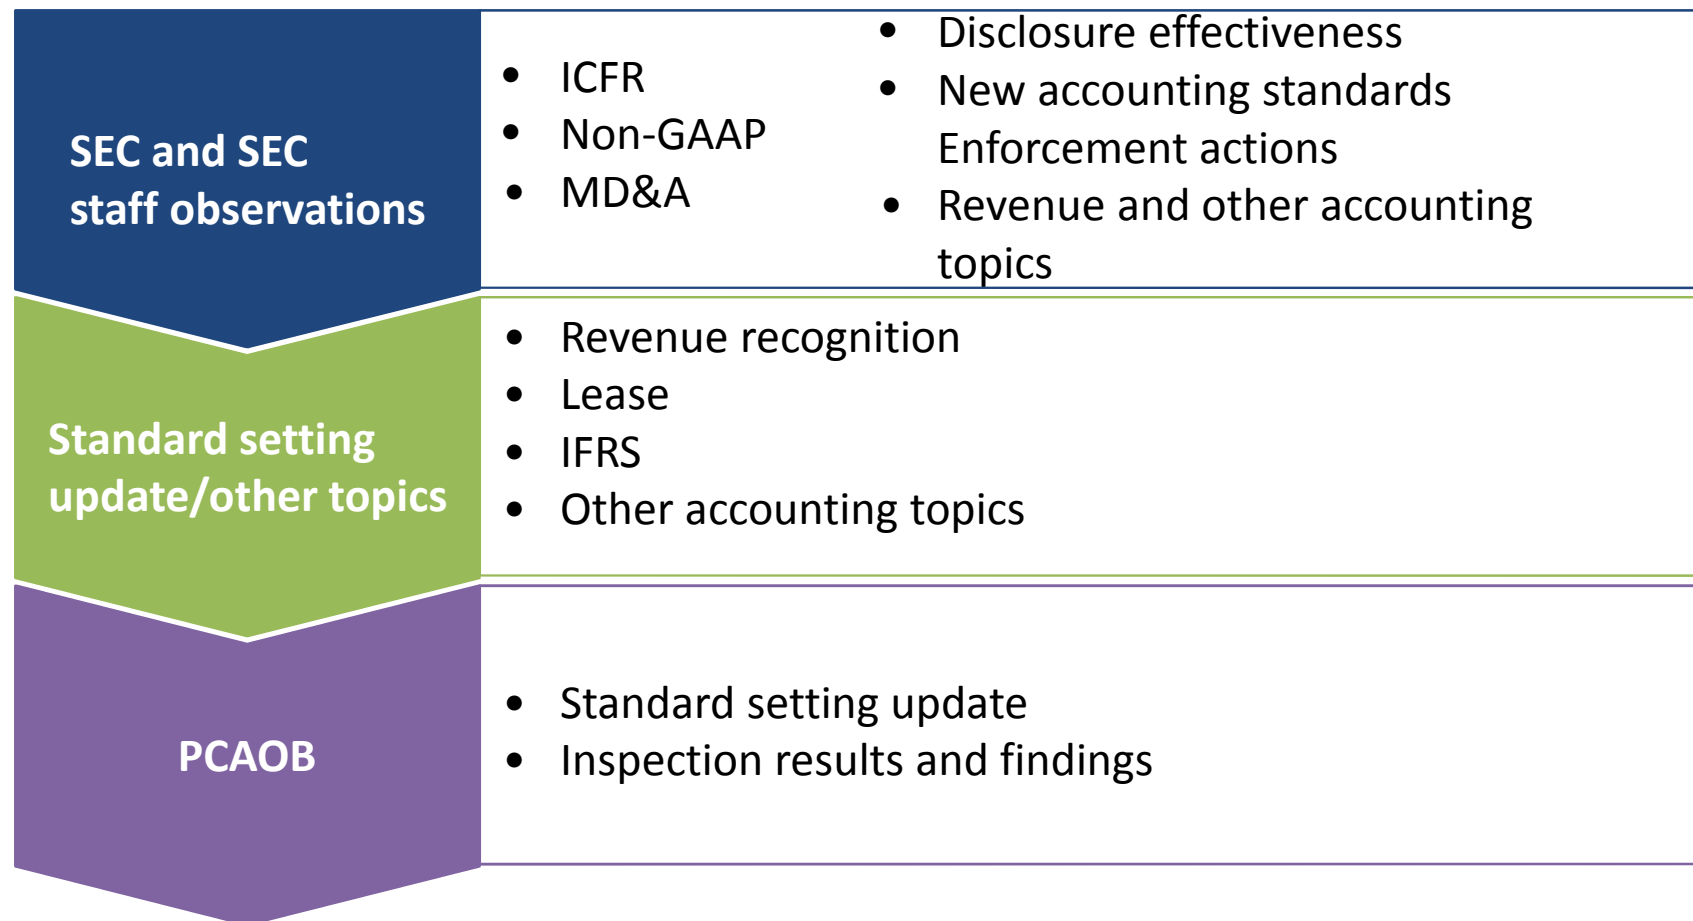 SEC and SEC
staff observations
• ICFR
• Non-GAAP
• MD&A
• Disclosure effectiveness
• New accounting standards
Enforcement actions
• Revenue and other accounting
topics
Standard setting
update/other topics
• Revenue recognition
• Lease
• IFRS
• Other accounting topics
PCAOB
• Standard setting update
• Inspection results and findings